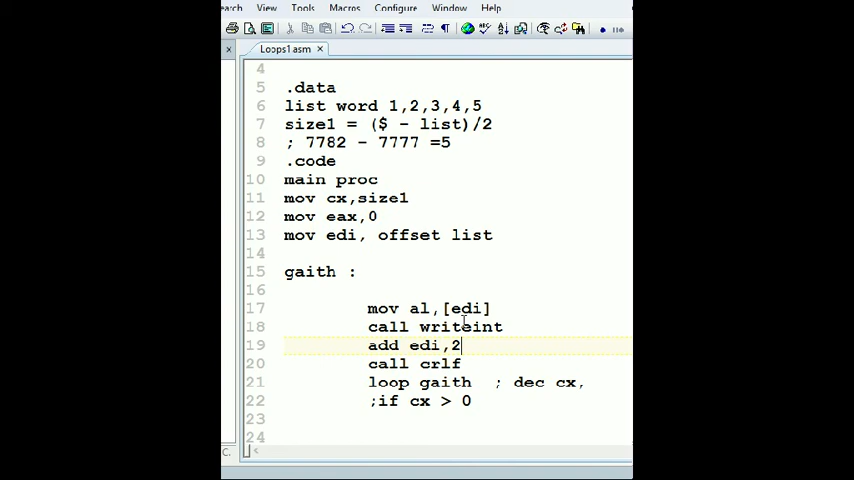 earch View Tools Macros Configure Window Help
Loops1.asm ×
4
5 .data
6 list word 1,2,3,4,5
7 size1 = ($ - list)/2
8 ; 7782 - 7777 =5
9 .code
10 main proc
11 mov cx,size1
12 mov eax,0
13 mov edi, offset list
14
15 gaith :
16
17 mov al,[edi]
18 call writeint
19 add edi,2
20 call crlf
21 loop gaith ; dec cx,
22 ;if cx > 0
23
24
C.